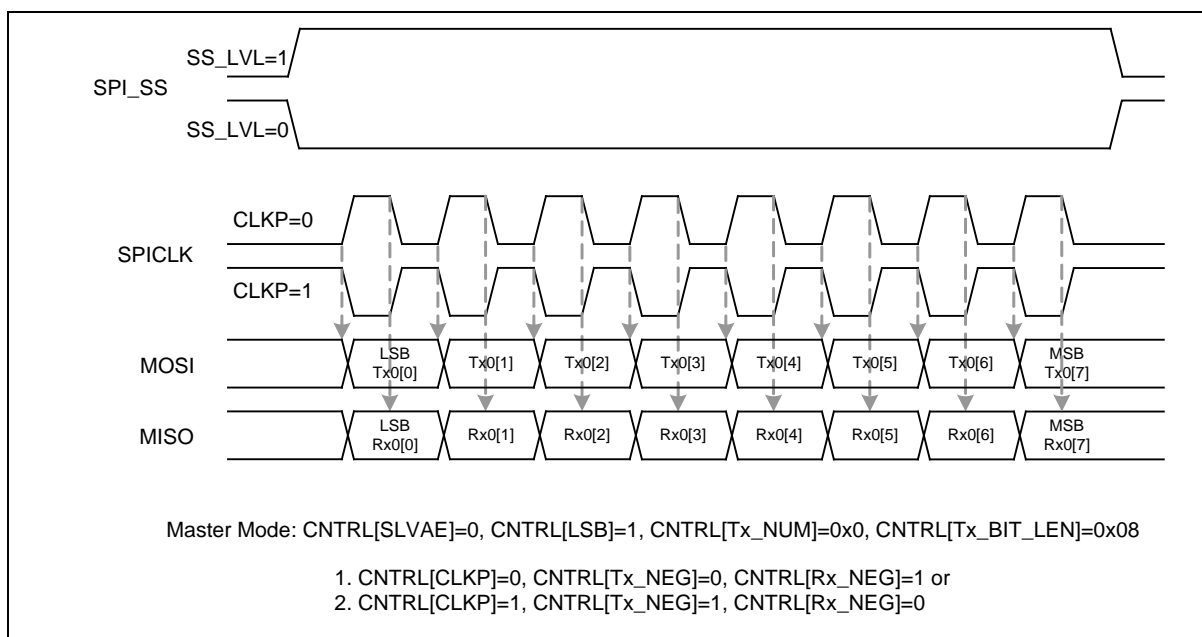 SS_LVL=1
SPI_SS
SS_LVL=0
CLKP=0
SPICLK
CLKP=1
MOSI
LSB
Tx0[0]
Tx0[1]
Tx0[2]
Tx0[3]
Tx0[4]
Tx0[5]
Tx0[6]
MSB
Tx0[7]
MISO
LSB
Rx0[0]
Rx0[1]
Rx0[2]
Rx0[3]
Rx0[4]
Rx0[5]
Rx0[6]
MSB
Rx0[7]
Master Mode: CNTRL[SLVAE]=0, CNTRL[LSB]=1, CNTRL[Tx_NUM]=0x0, CNTRL[Tx_BIT_LEN]=0x08
1. CNTRL[CLKP]=0, CNTRL[Tx_NEG]=0, CNTRL[Rx_NEG]=1 or
2. CNTRL[CLKP]=1, CNTRL[Tx_NEG]=1, CNTRL[Rx_NEG]=0